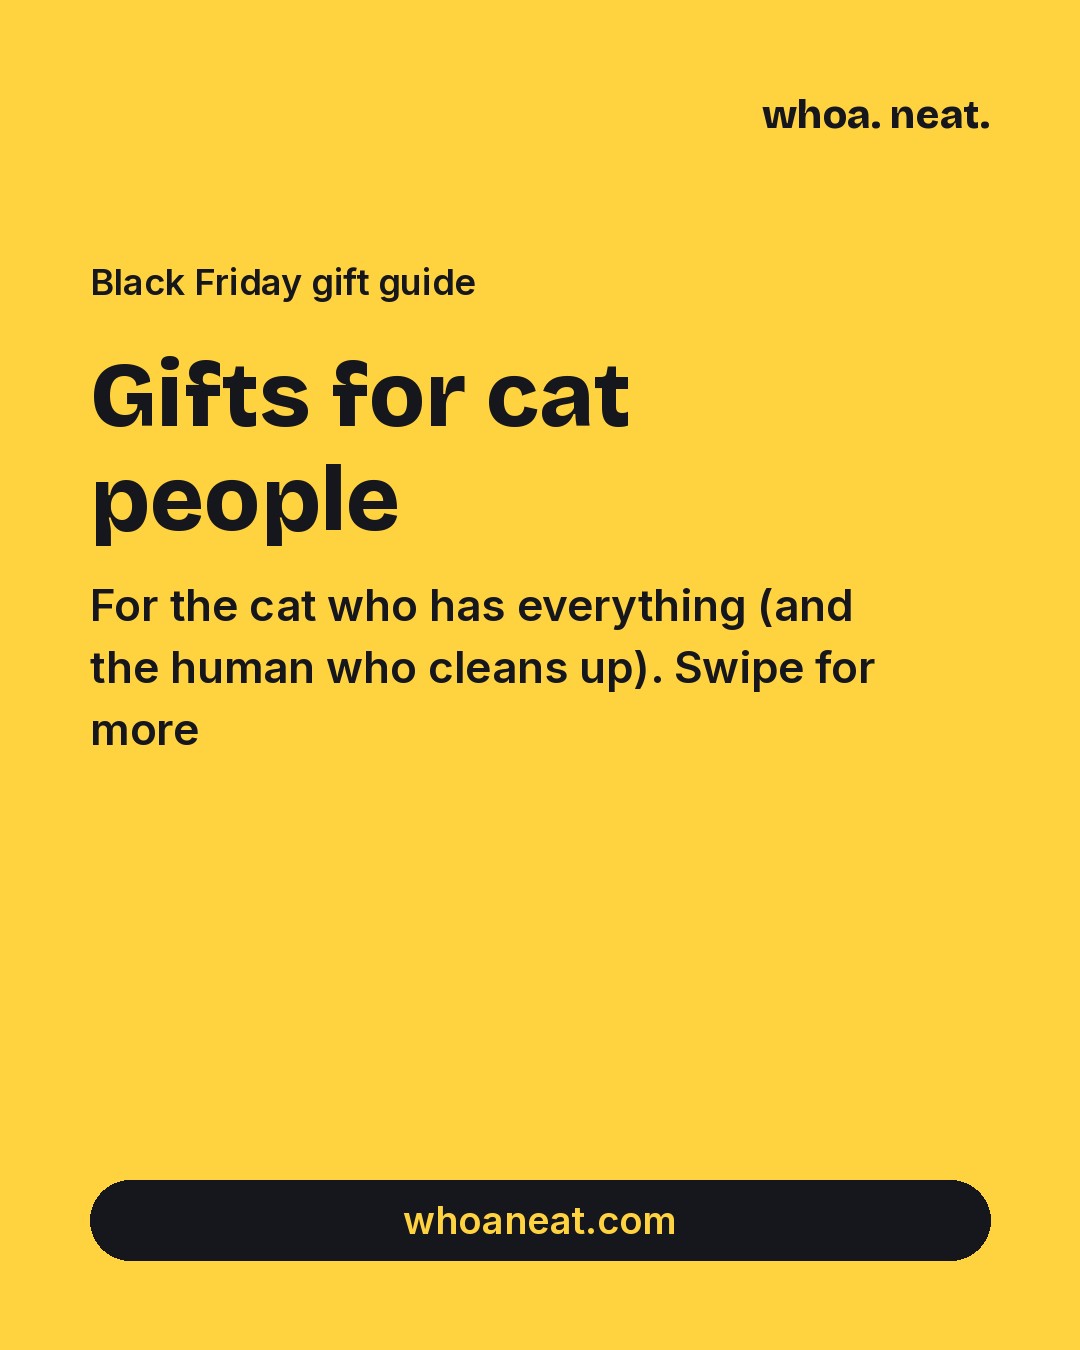 whoa. neat.
Black Friday gift guide
Gifts for cat
people
For the cat who has everything (and
the human who cleans up). Swipe for
more
whoaneat.com